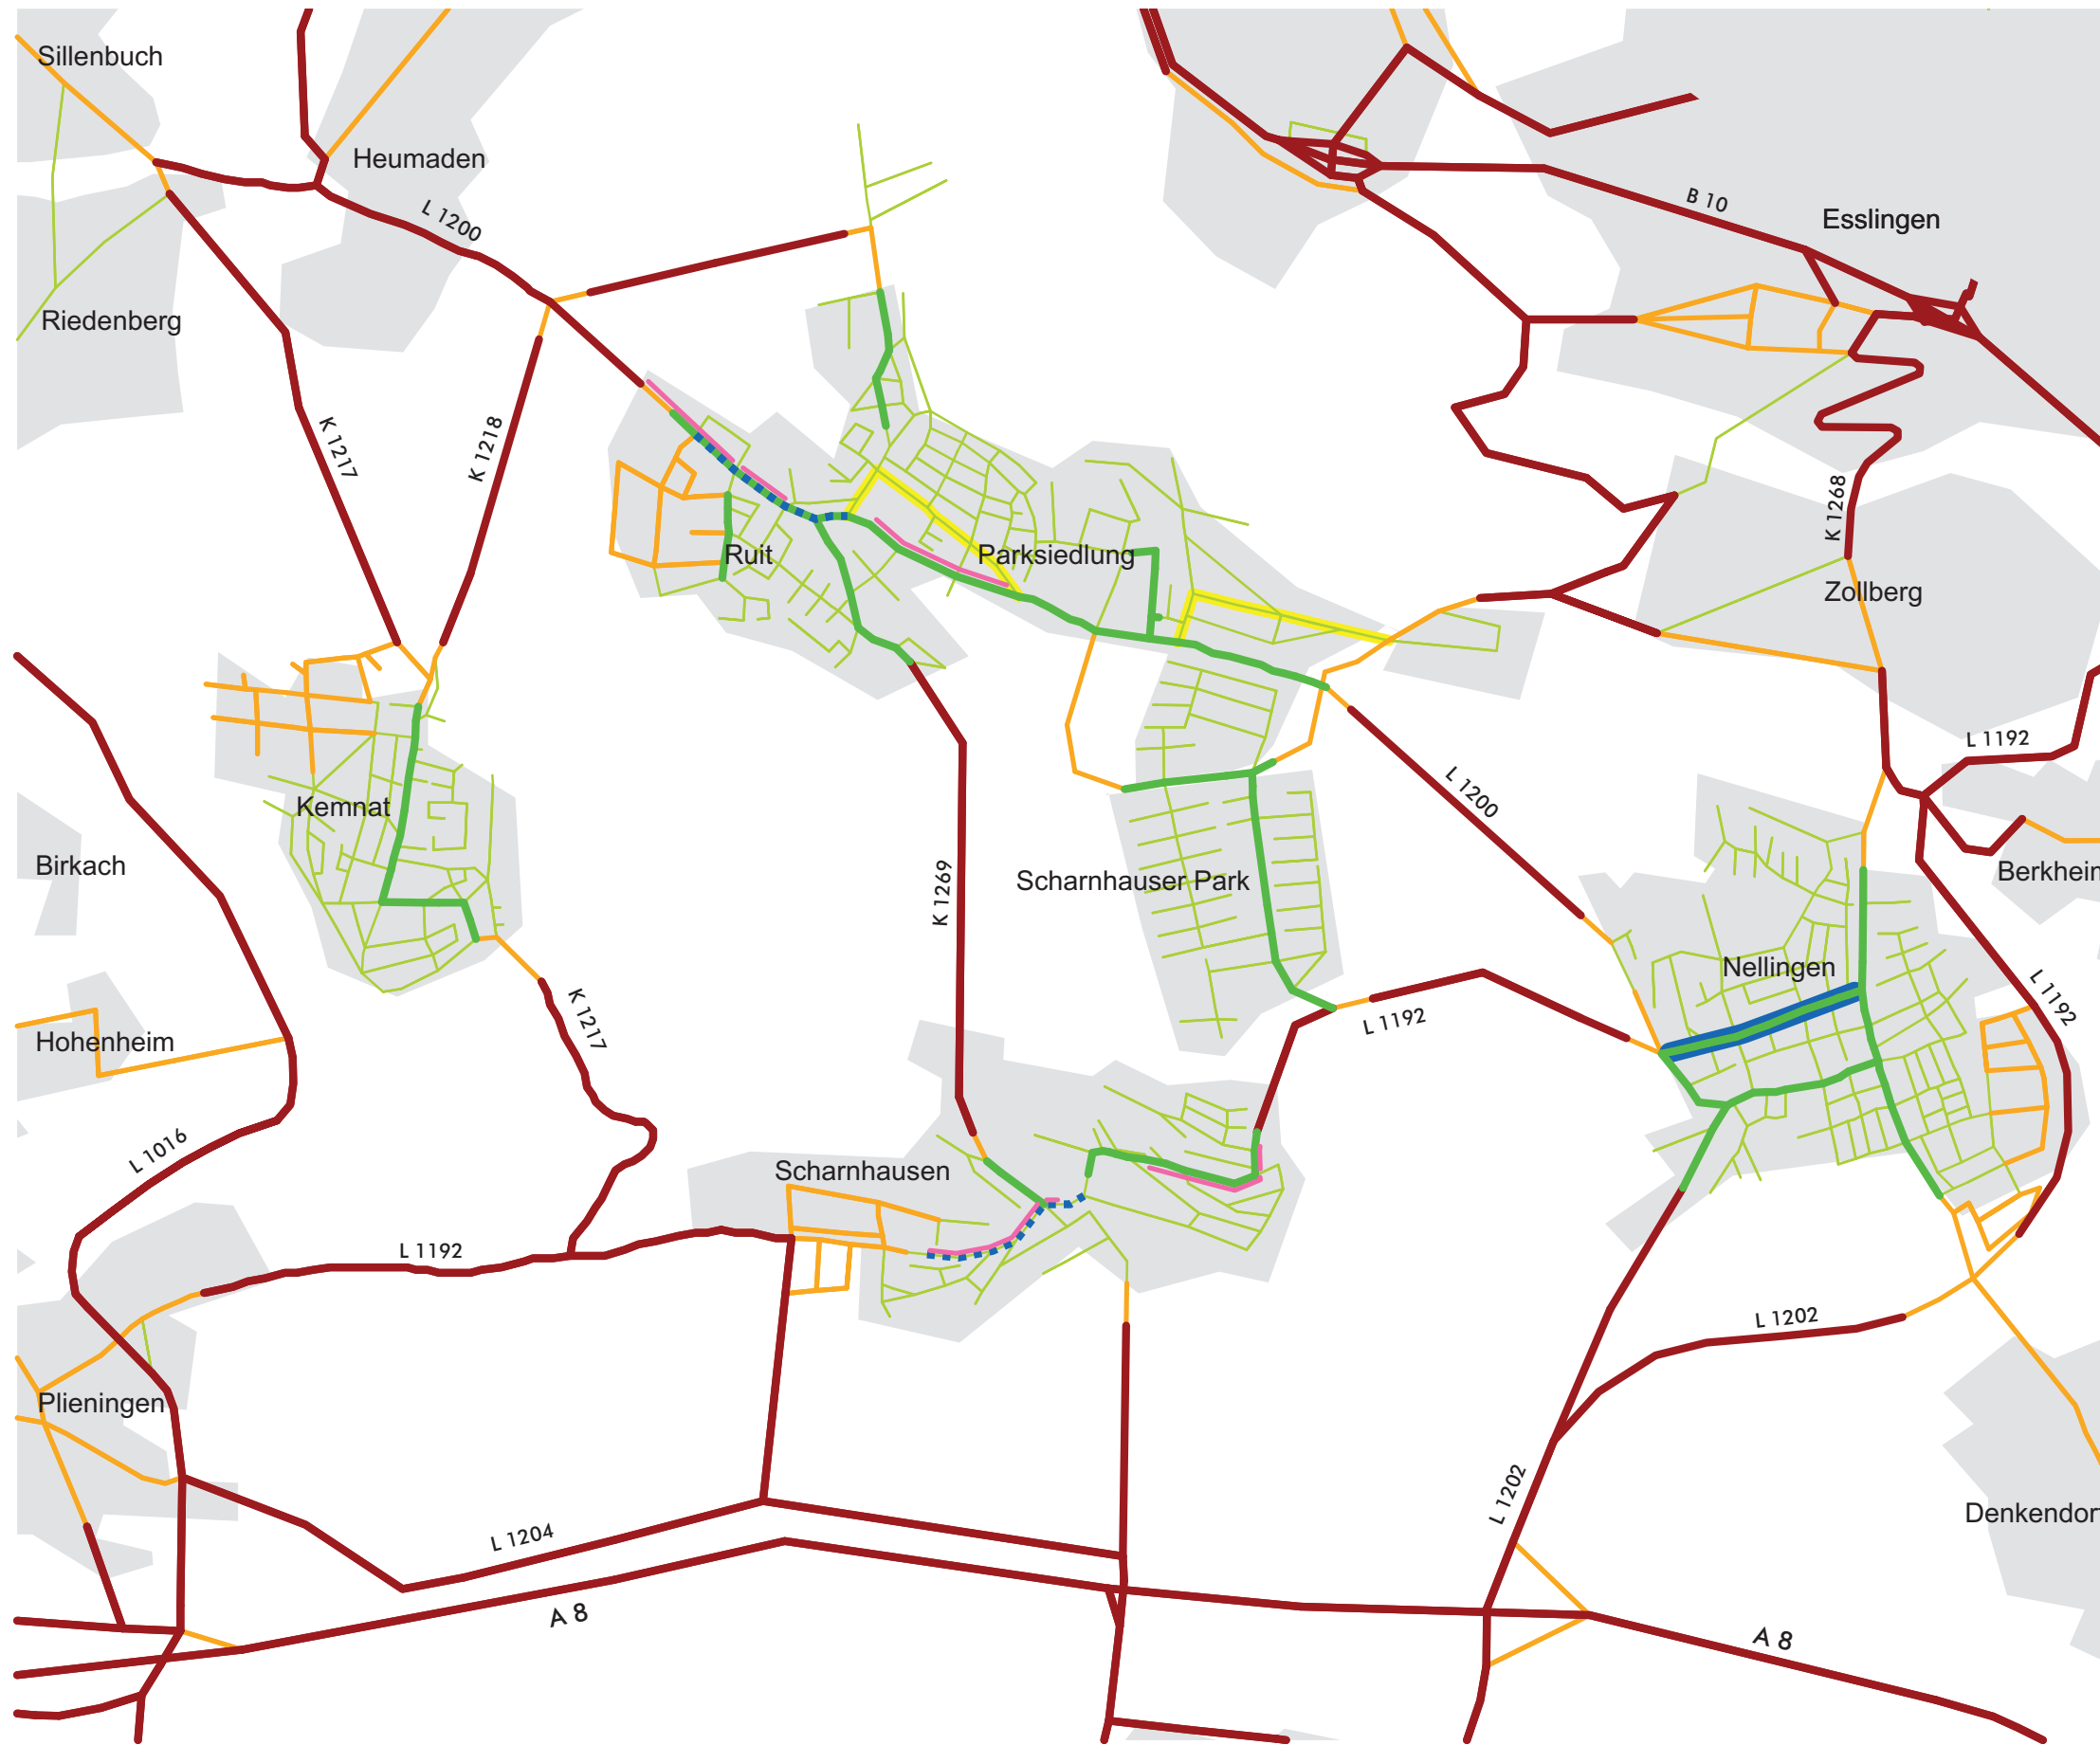 Sillenbuch
Heumaden
L 1200
B 10
Esslingen
Riedenberg
K 1217
K 1218
K 1268
Ruit
Parksiedlung
Zollberg
L 1192
L 1200
Kemnat
Birkach
Scharnhauser Park
K 1269
Berkheim
Nellingen
L 1192
K 1217
L 1192
Hohenheim
L 1016
Scharnhausen
L 1192
L 1202
Plieningen
L 1202
Denkendor
L 1204
A 8
A 8